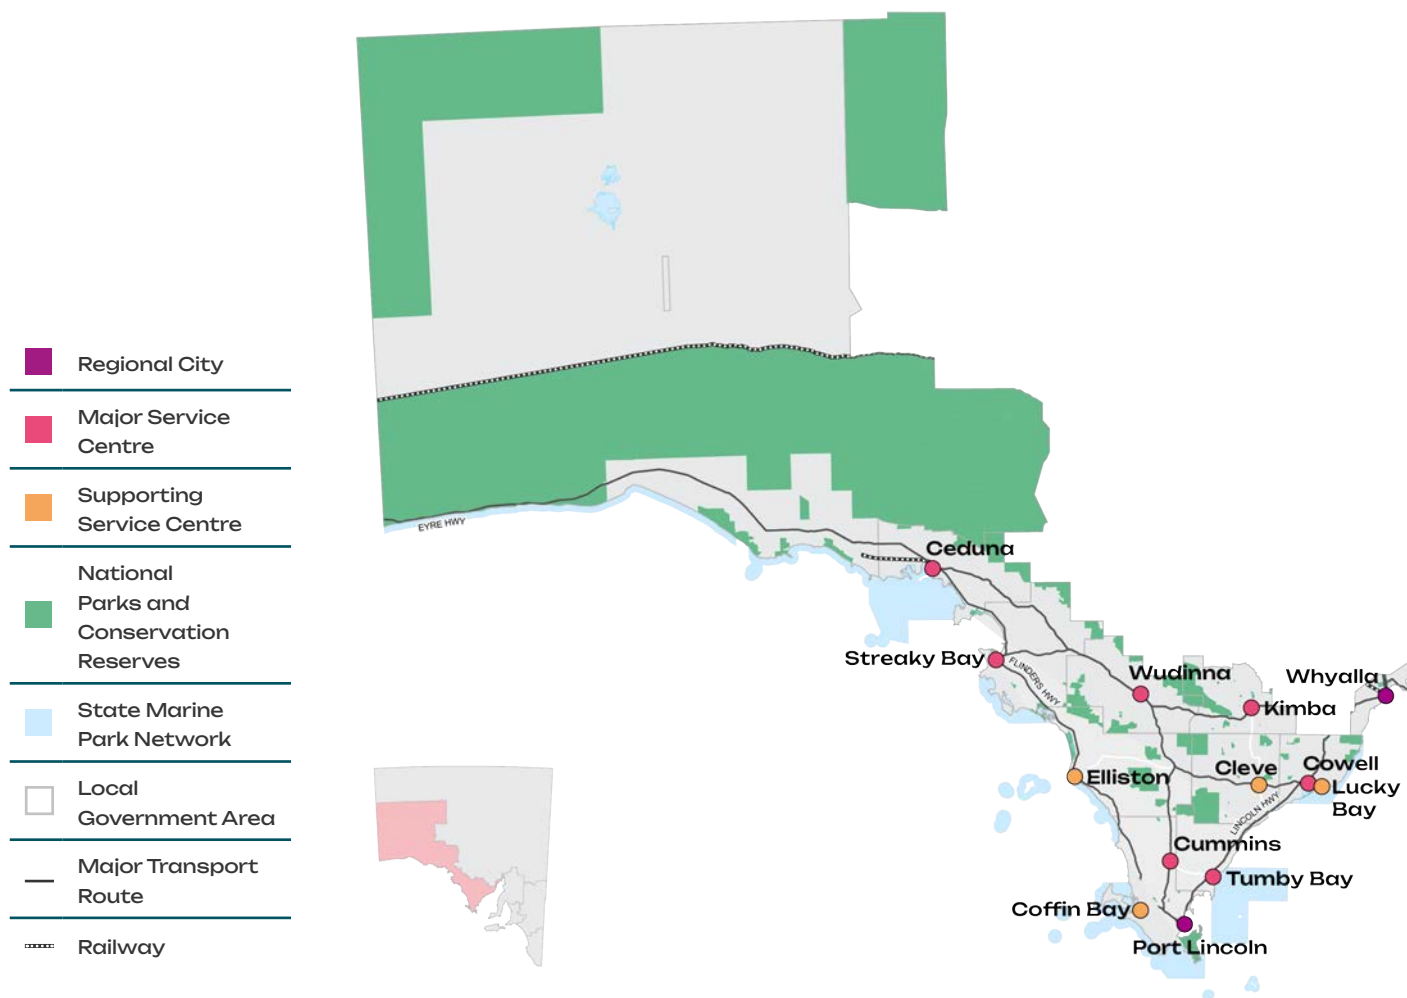 Regional City
Major Service
Centre
Supporting
Service Centre
National
Parks and
Conservation
Reserves
State Marine
Park Network
Local
Government Area
Major Transport
Route
Railway
EYRE HWY
Ceduna
Streaky Bay
FLINDERS HWY
Wudinna
Whyalla
Kimba
Elliston
Cleve
Cowell
Lucky
Bay
LINCOLN HWY
Cummins
Tumby Bay
Coffin Bay
Port Lincoln